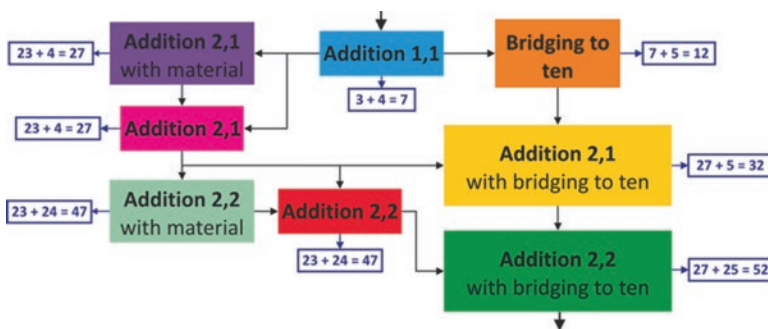 23 + 4 = 27
Addition 2,1
with material
Addition 1,1
Bridging to
ten
7 + 5 = 12
3 + 4 = 7
23 + 4 = 27
Addition 2,1
Addition 2,1
with bridging to ten
27 + 5 = 32
23 + 24 = 47
Addition 2,2
with material
Addition 2,2
23 + 24 = 47
Addition 2,2
with bridging to ten
27 + 25 = 52